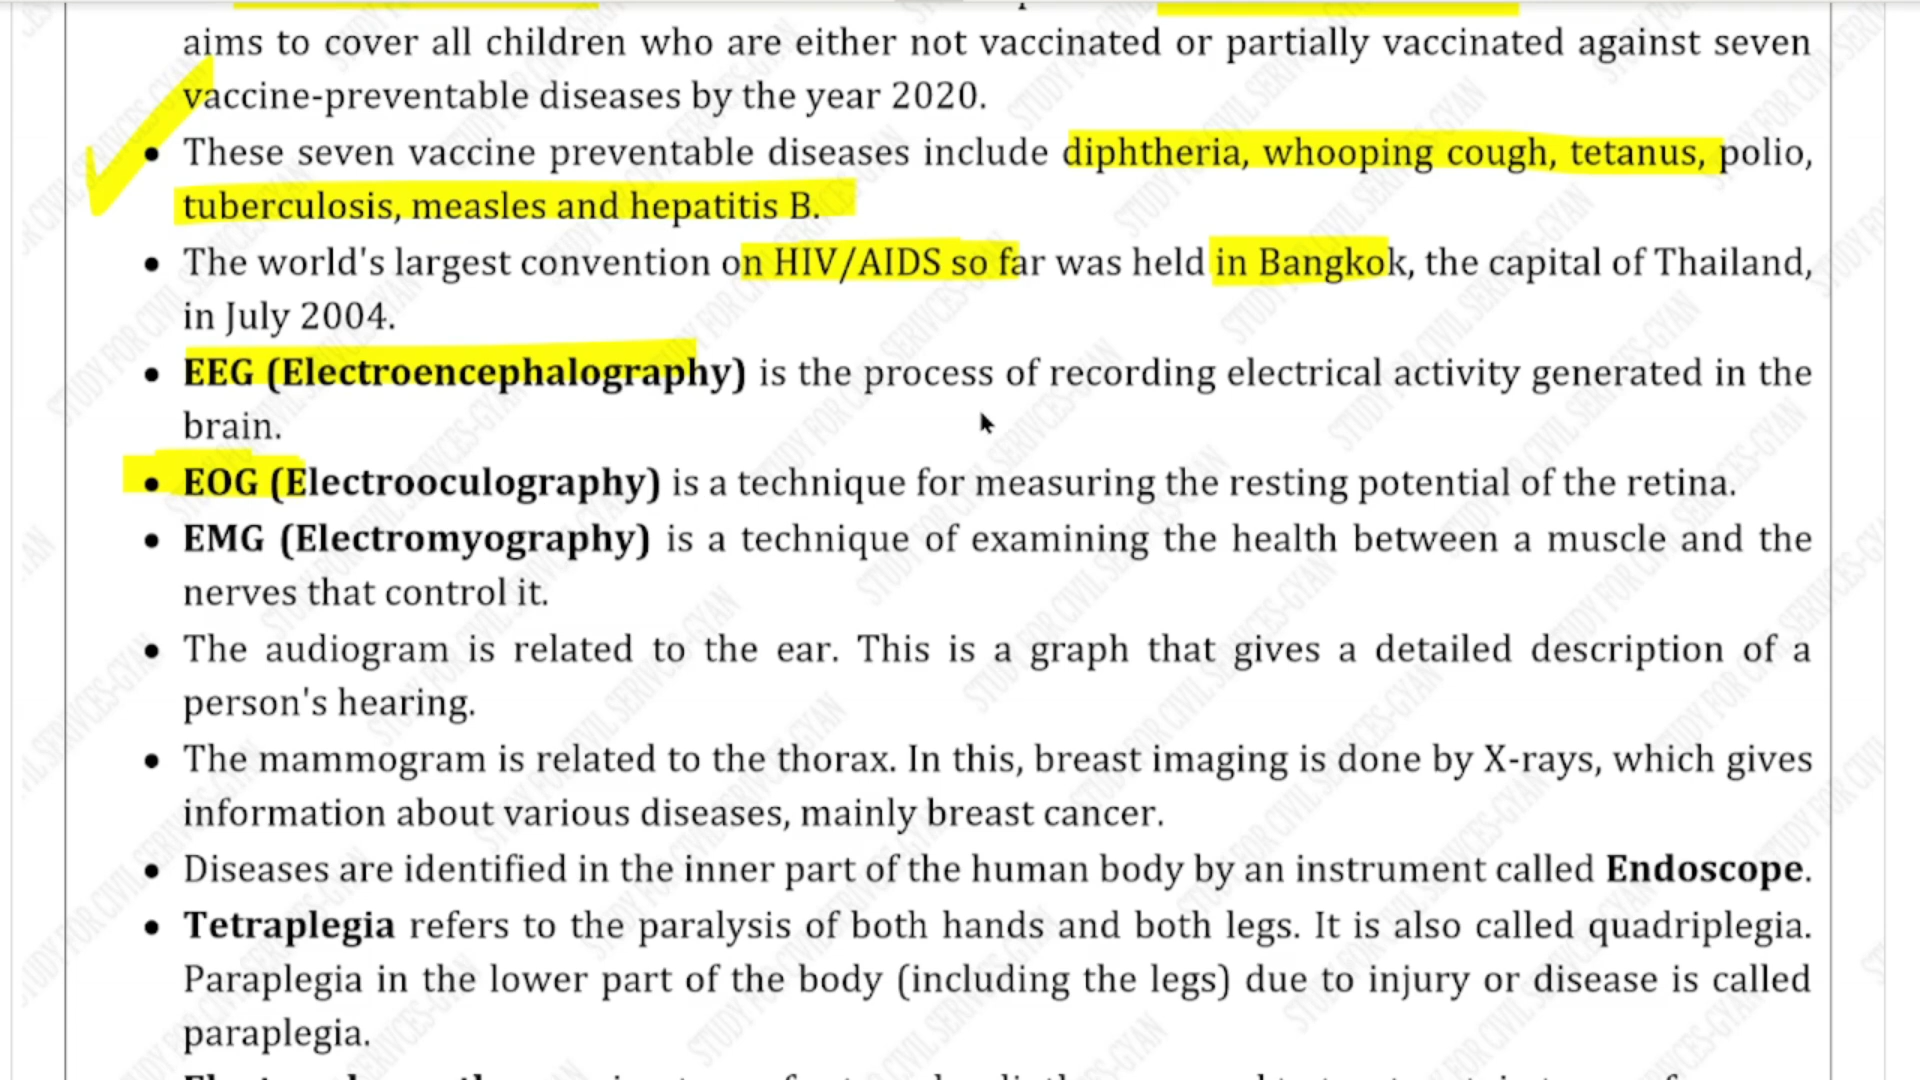 aims to cover all children who are either not vaccinated or partially vaccinated against seven
vaccine-preventable diseases by the year 2020.
• These seven vaccine preventable diseases include diphtheria, whooping cough, tetanus, polio,
tuberculosis, measles and hepatitis B.
• The world's largest convention on HIV/AIDS so far was held in Bangkok, the capital of Thailand,
in July 2004.
• EEG (Electroencephalography) is the process of recording electrical activity generated in the
brain.
• EOG (Electrooculography) is a technique for measuring the resting potential of the retina.
• EMG (Electromyography) is a technique of examining the health between a muscle and the
nerves that control it.
• The audiogram is related to the ear. This is a graph that gives a detailed description of a
person's hearing.
• The mammogram is related to the thorax. In this, breast imaging is done by X-rays, which gives
information about various diseases, mainly breast cancer.
• Diseases are identified in the inner part of the human body by an instrument called Endoscope.
• Tetraplegia refers to the paralysis of both hands and both legs. It is also called quadriplegia.
Paraplegia in the lower part of the body (including the legs) due to injury or disease is called
paraplegia.
STUDY FOR CIVIL SERIVCES-GYAN